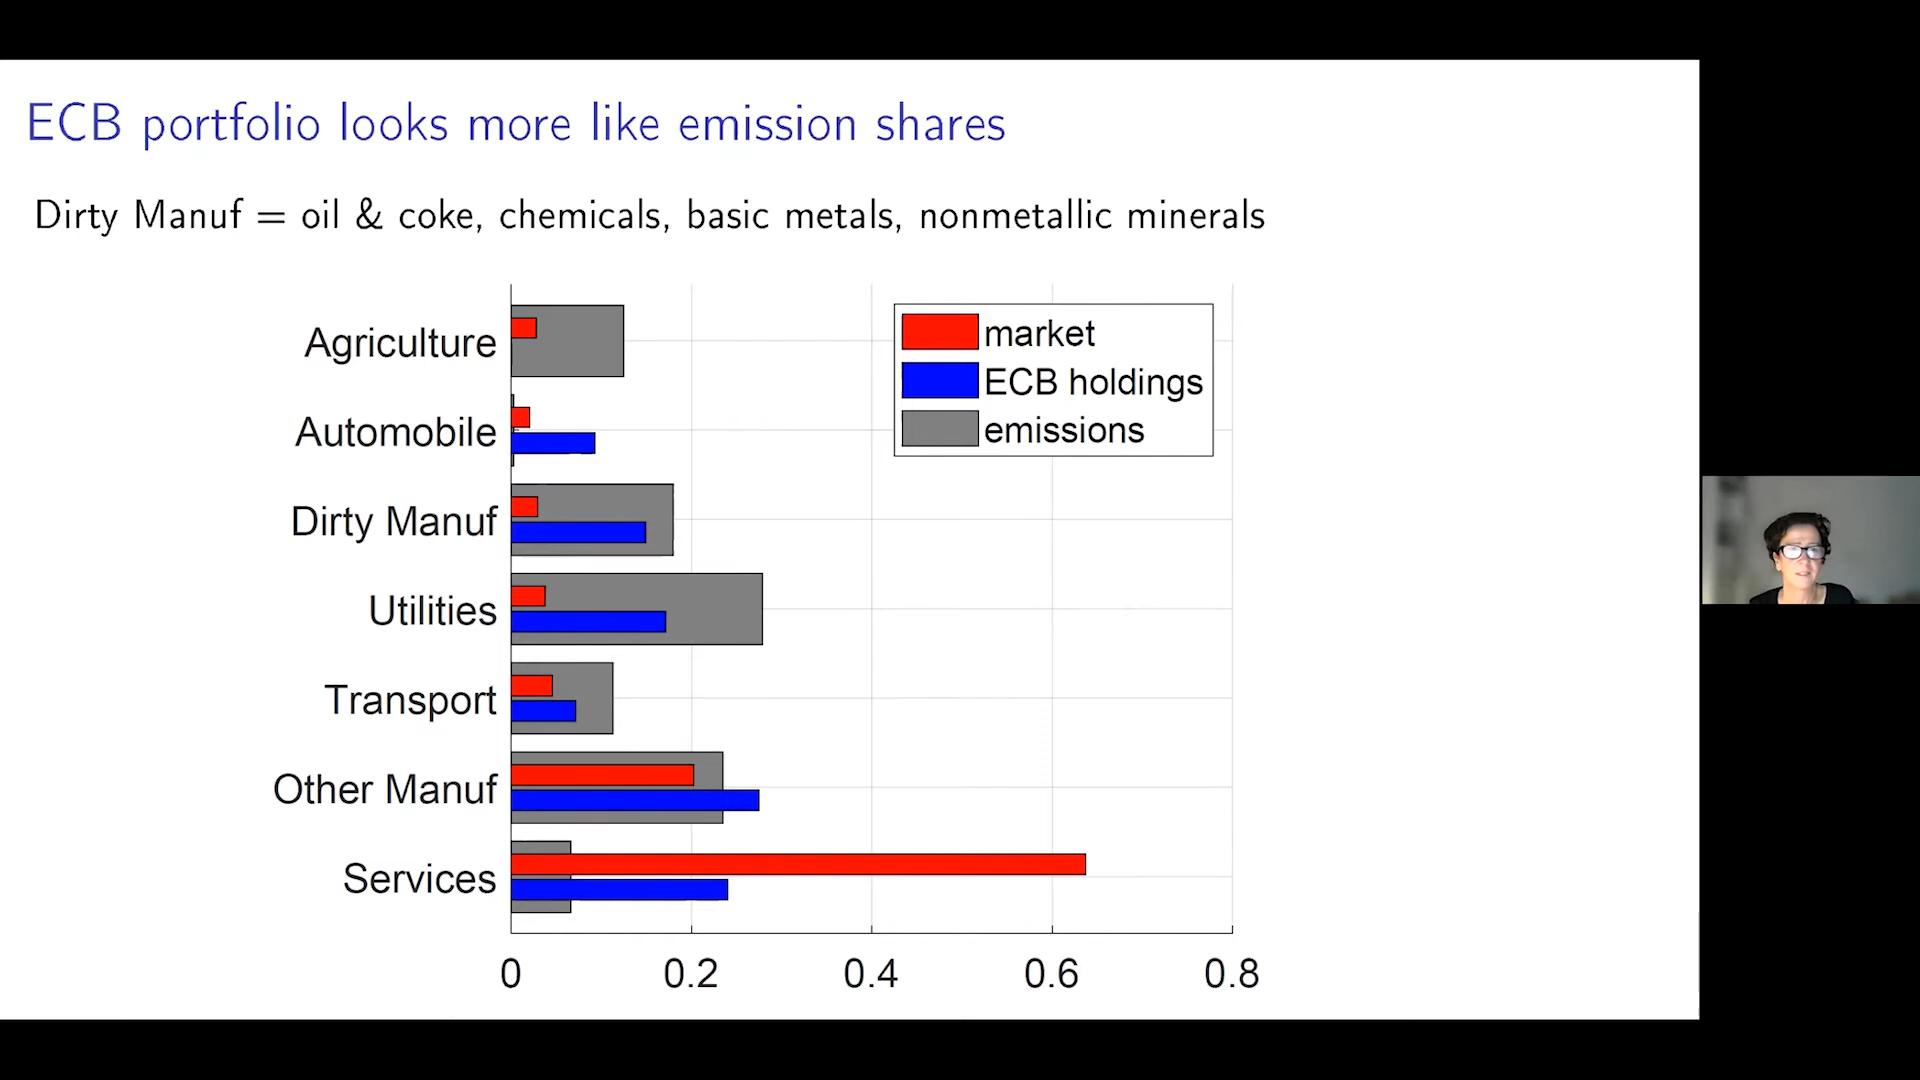 ECB portfolio looks more like emission shares
Dirty Manuf = oil & coke, chemicals, basic metals, nonmetallic minerals
market
ECB holdings
emissions
Agriculture
Automobile
Dirty Manuf
Utilities
Transport
Other Manuf
Services
0 0.2 0.4 0.6 0.8